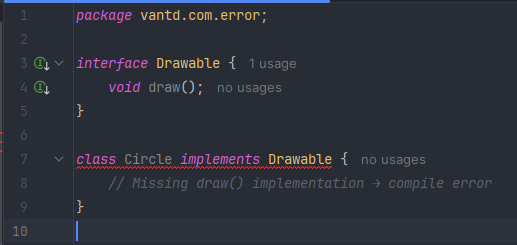 1 package vantd.com.error;
2
3 interface Drawable { 1 usage
4 void draw(); no usages
5 }
6
7 class Circle implements Drawable { no usages
8 // Missing draw() implementation → compile error
9 }
10